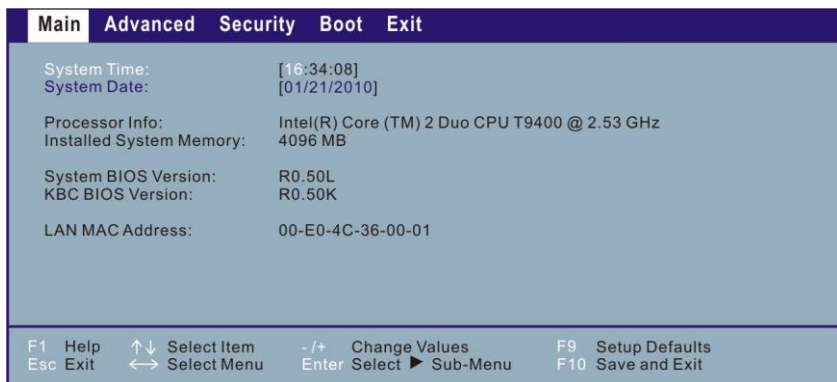 Main Advanced Security Boot Exit
System Time: [16:34:08]
System Date: [01/21/2010]
Processor Info: Intel(R) Core (TM) 2 Duo CPU T9400 @ 2.53 GHz
Installed System Memory: 4096 MB
System BIOS Version: R0.50L
KBC BIOS Version: R0.50K
LAN MAC Address: 00-E0-4C-36-00-01
F1 Help ↑↓ Select Item -/+ Change Values F9 Setup Defaults
Esc Exit ←→ Select Menu Enter Select ▶ Sub-Menu F10 Save and Exit